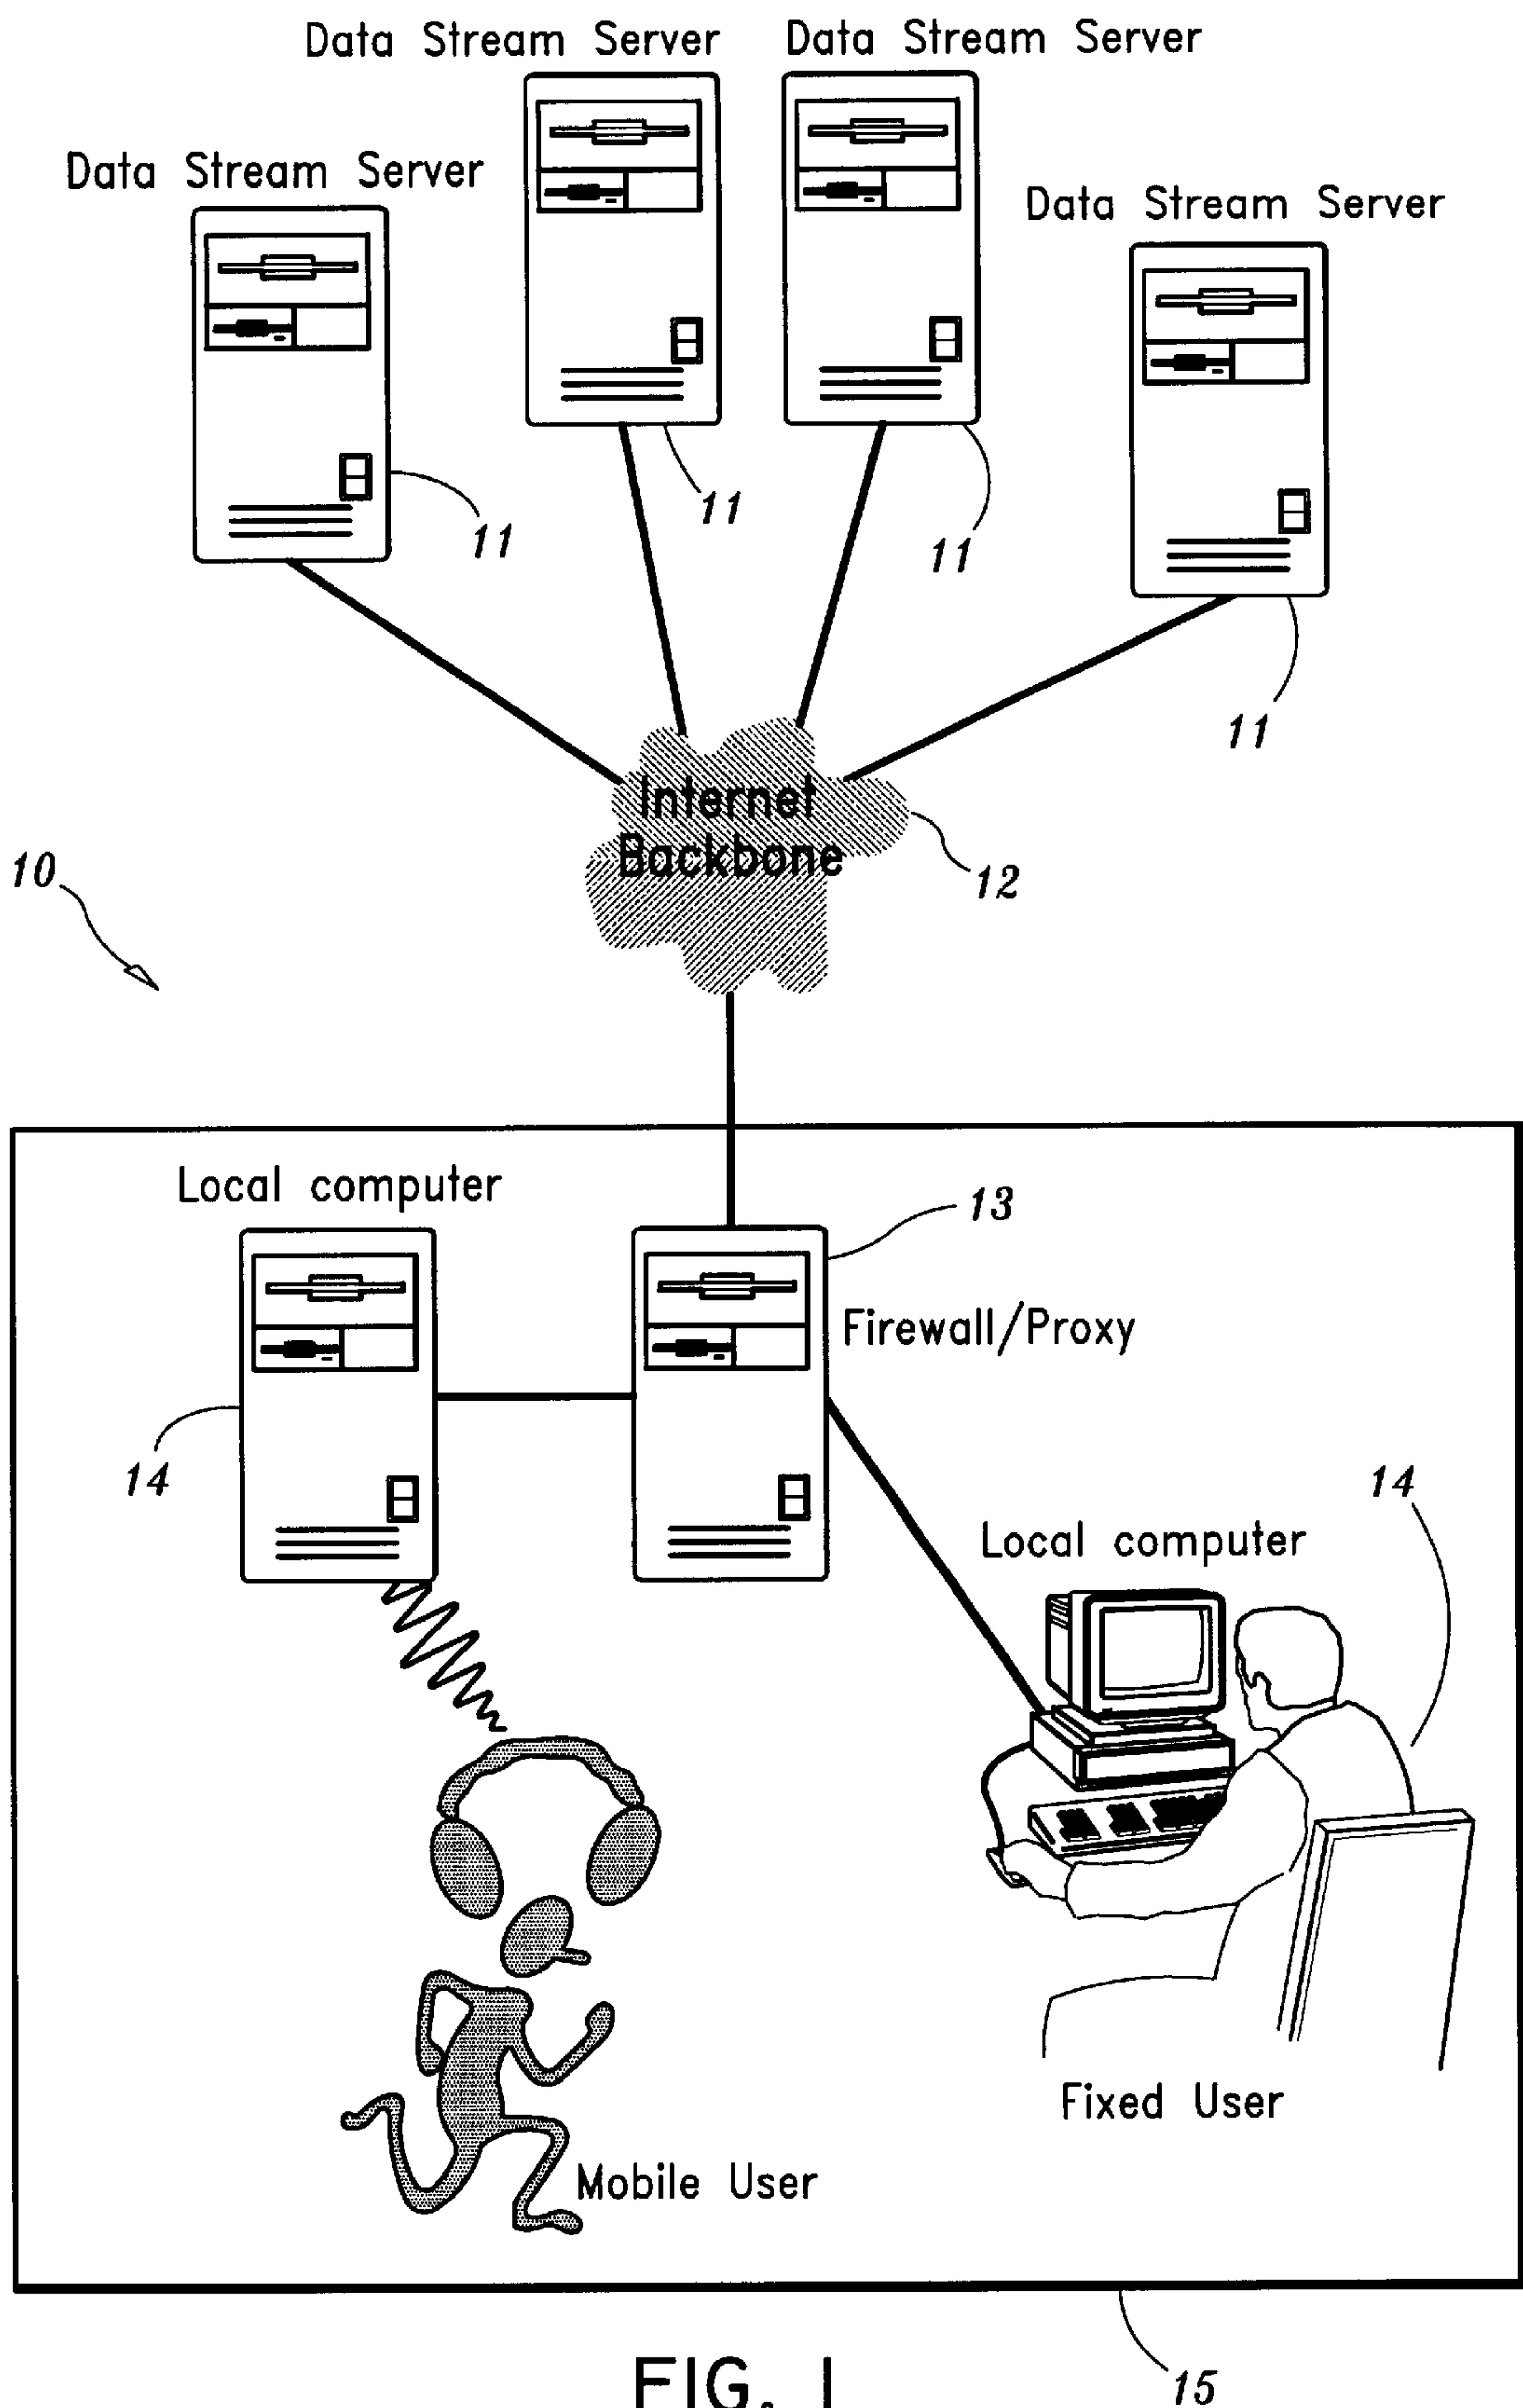 Data Stream Server
Data Stream Server
Data Stream Server
Data Stream Server
11
11
11
11
Internet
Backbone
12
10
Local computer
13
Firewall/Proxy
14
14
Local computer
Fixed User
Mobile User
15
FIG. 1